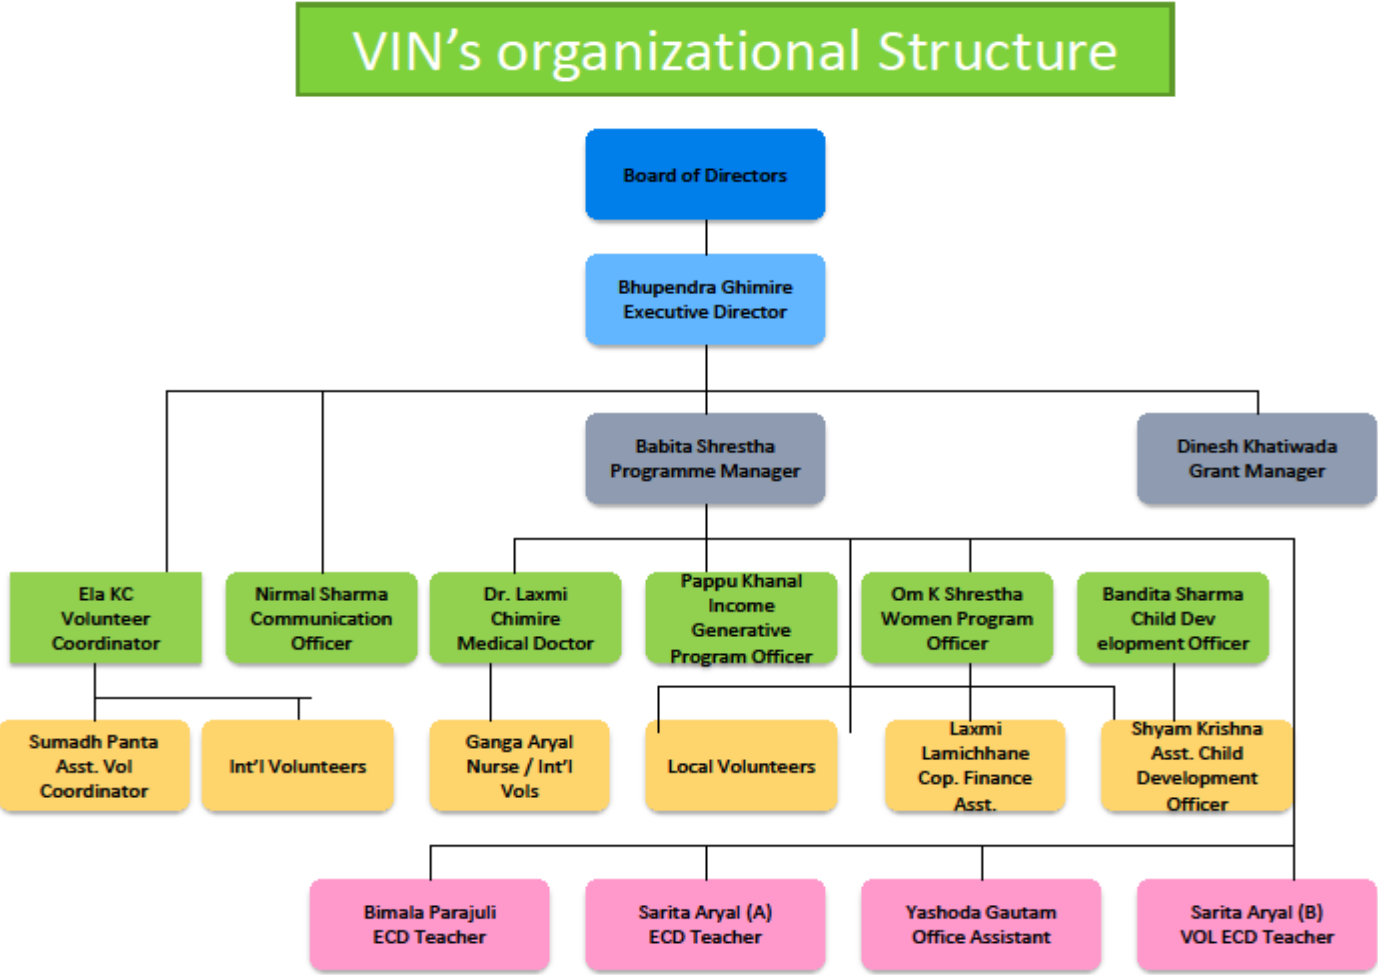 VIN's organizational Structure
Board of Directors
Bhupendra Ghimire
Executive Director
Babita Shrestha
Programme Manager
Dinesh Khatiwada
Grant Manager
Ela KC
Volunteer
Coordinator
Nirmal Sharma
Communication
Officer
Dr. Laxmi
Chimire
Medical Doctor
Pappu Khanal
Income
Generative
Program Officer
Om K Shrestha
Women Program
Officer
Bandita Sharma
Child Dev
elopment Officer
Sumadh Panta
Asst. Vol
Coordinator
Int'l Volunteers
Ganga Aryal
Nurse / Int'l
Vols
Local Volunteers
Laxmi
Lamichhane
Cop. Finance
Asst.
Shyam Krishna
Asst. Child
Development
Officer
Bimala Parajuli
ECD Teacher
Sarita Aryal (A)
ECD Teacher
Yashoda Gautam
Office Assistant
Sarita Aryal (B)
VOL ECD Teacher